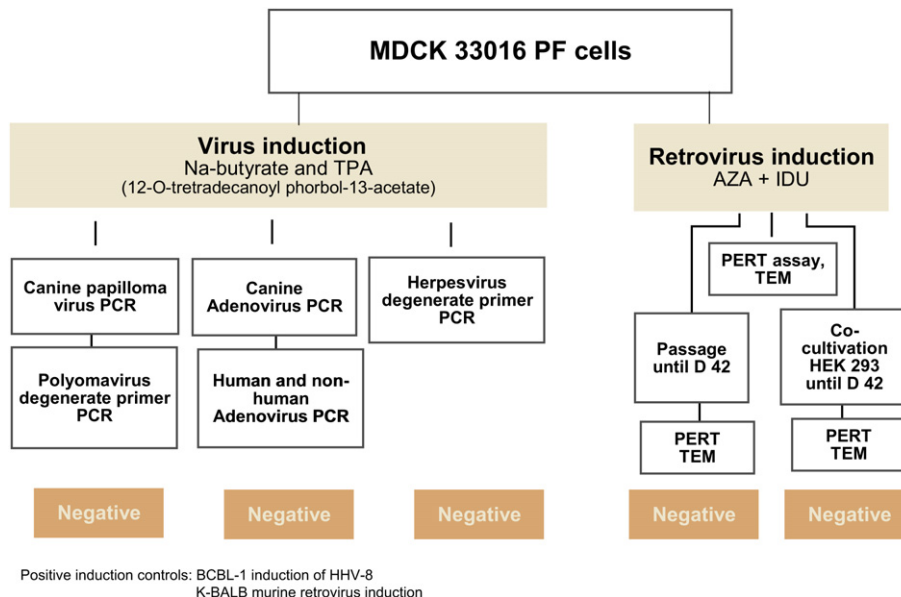 MDCK 33016 PF cells
Virus induction
Na-butyrate and TPA
(12-O-tretradecanoyl phorbol-13-acetate)
Retrovirus induction
AZA + IDU
Canine papilloma
virus PCR
Polyomavirus
degenerate primer
PCR
Canine
Adenovirus PCR
Human and non-
human
Adenovirus PCR
Herpesvirus
degenerate primer
PCR
PERT assay,
TEM
Passage
until D 42
PERT
TEM
Co-
cultivation
HEK 293
until D 42
PERT
TEM
Negative
Negative
Negative
Negative
Negative
Positive induction controls: BCBL-1 induction of HHV-8
K-BALB murine retrovirus induction